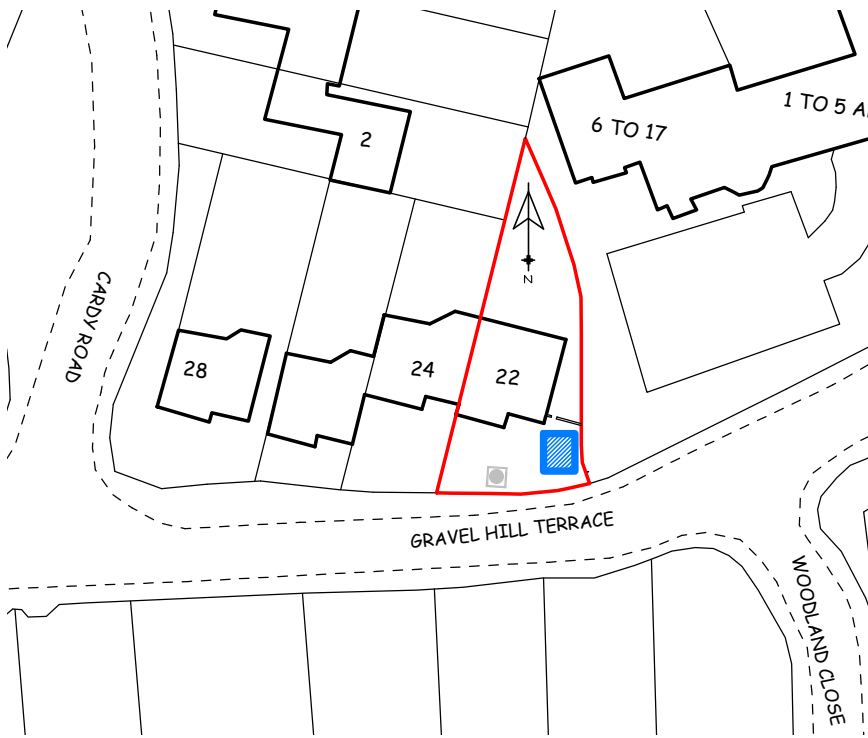 1 TO 5 A
6 TO 17
2
N
CARDY ROAD
28
24
22
GRAVEL HILL TERRACE
WOODLAND CLOSE